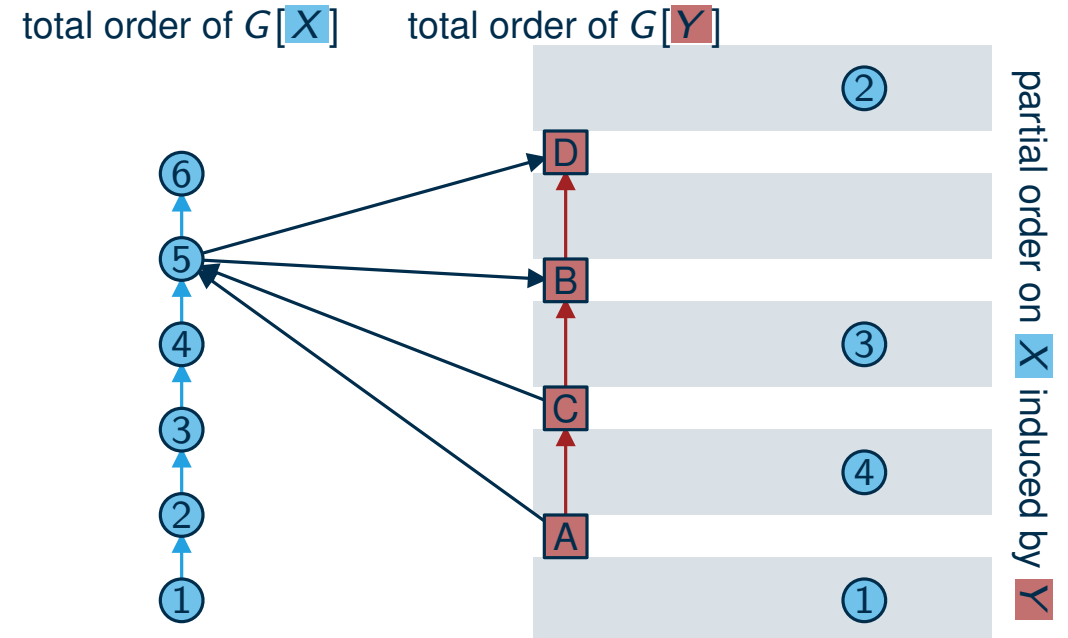 total order of G[X]
total order of G[Y]
2
D
6
5
B
4
3
3
C
4
2
A
1
1
partial order on X induced by Y